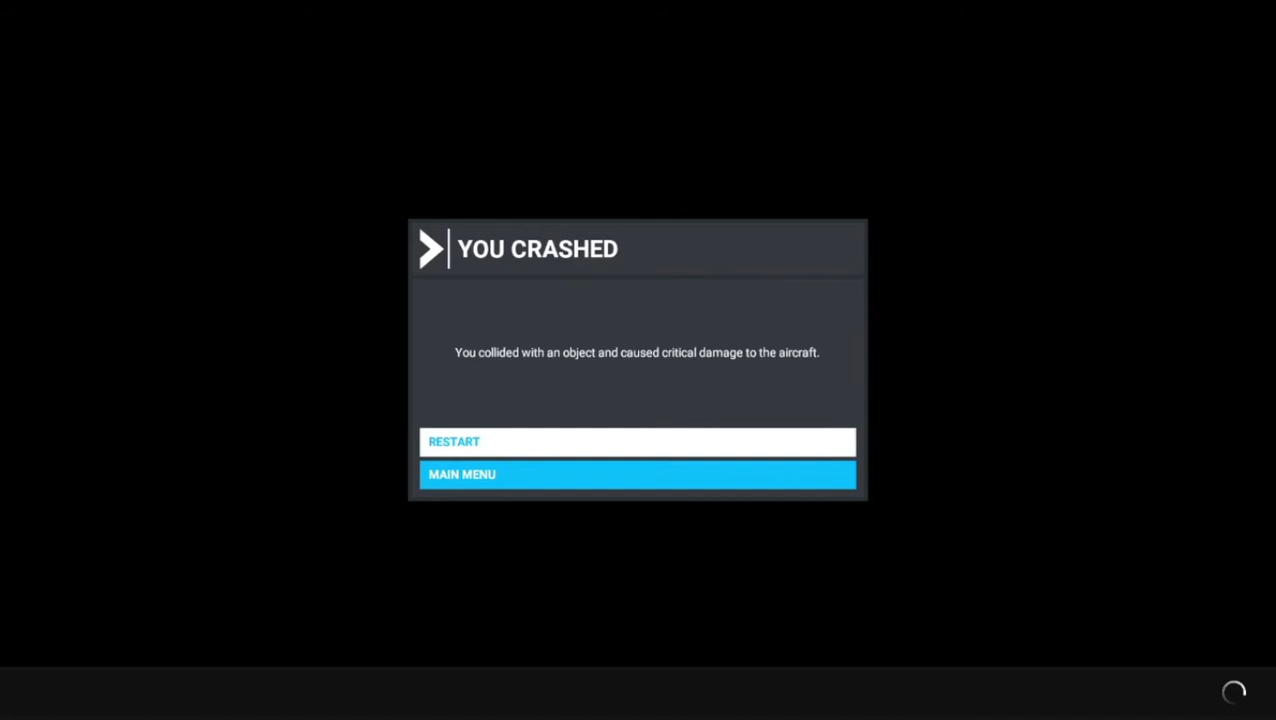 YOU CRASHED
You collided with an object and caused critical damage to the aircraft.
RESTART
MAIN MENU